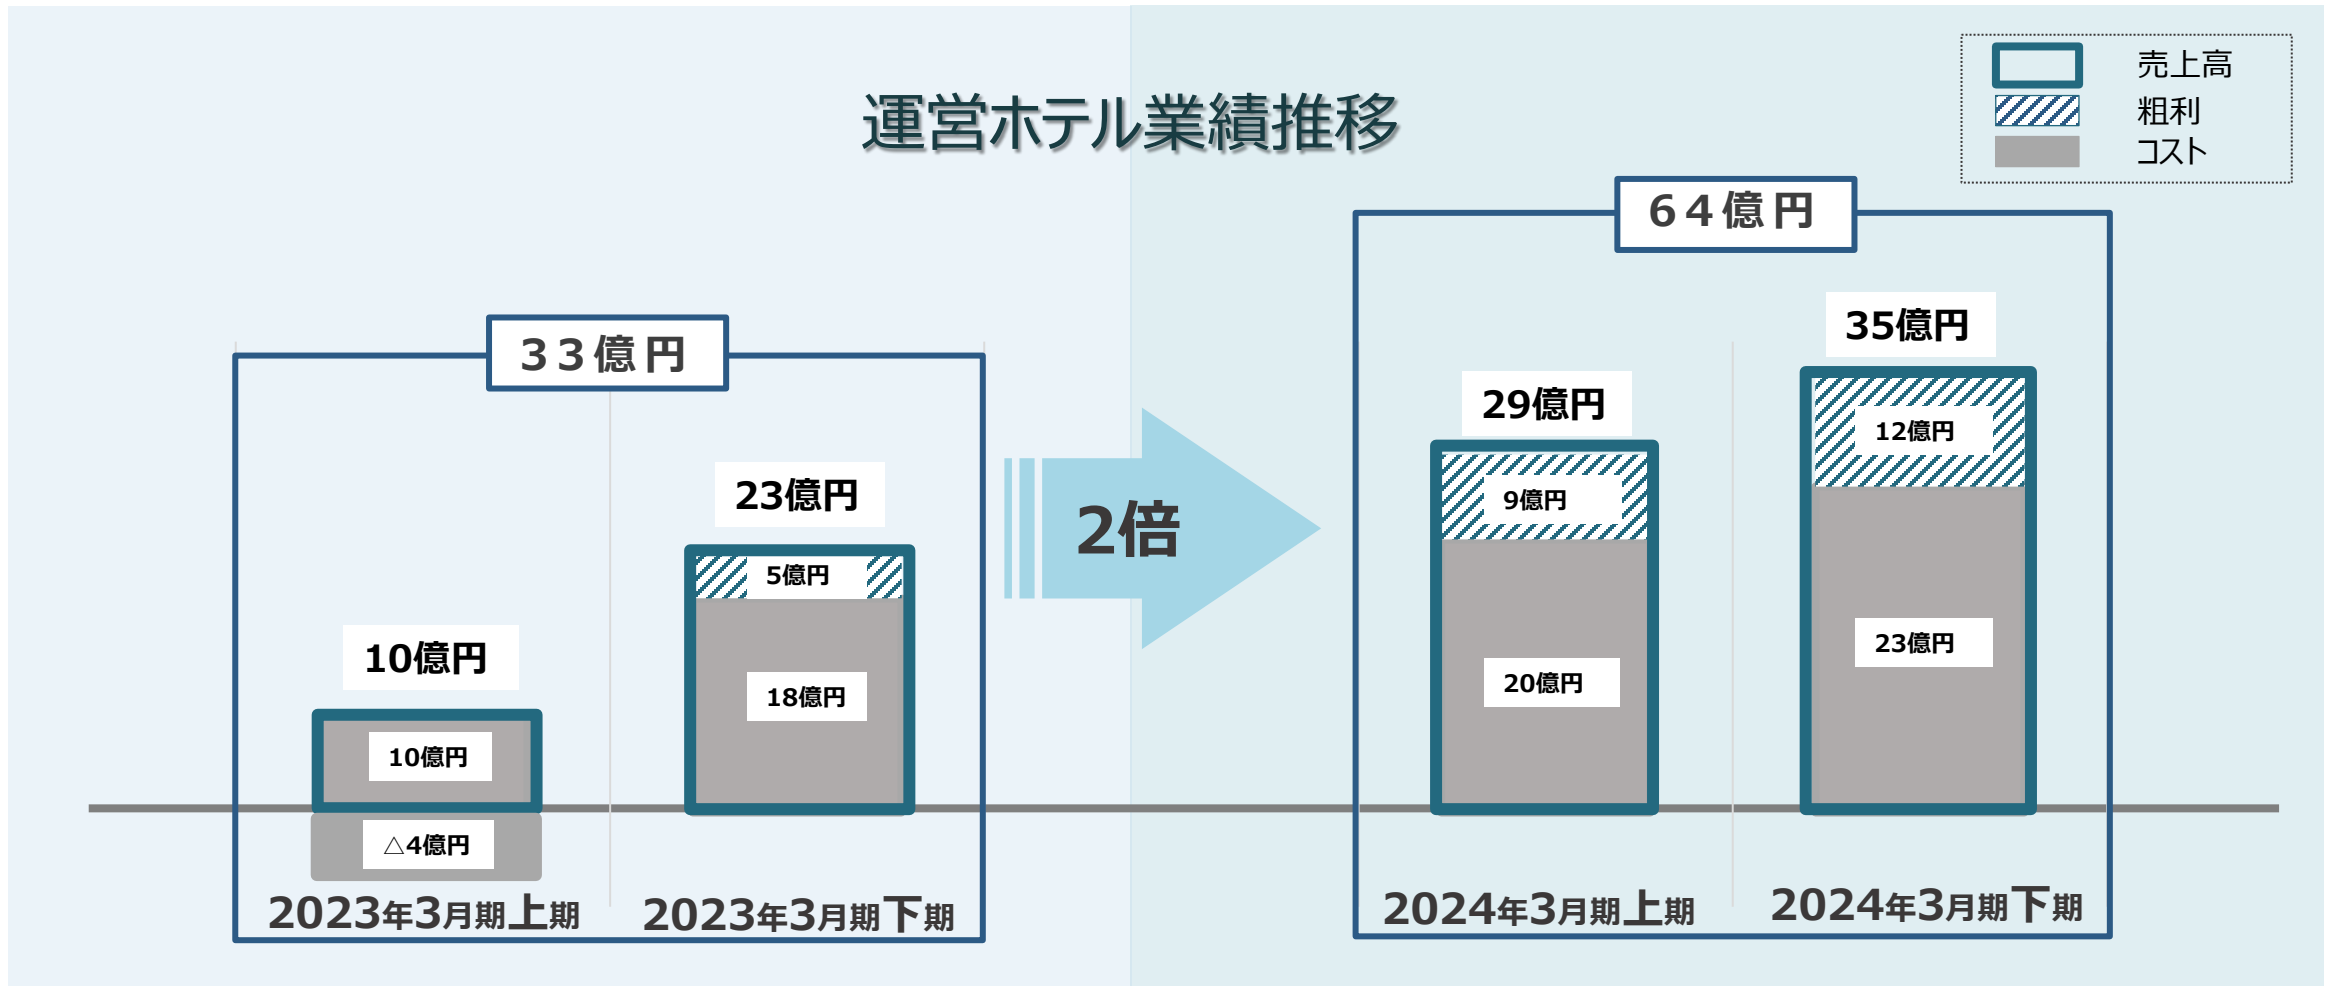 運営ホテル業績推移
売上高
粗利
コスト
３３億円
10億円
10億円
△4億円
2023年3月期上期
23億円
5億円
18億円
2023年3月期下期
2倍
６４億円
29億円
9億円
20億円
2024年3月期上期
35億円
12億円
23億円
2024年3月期下期